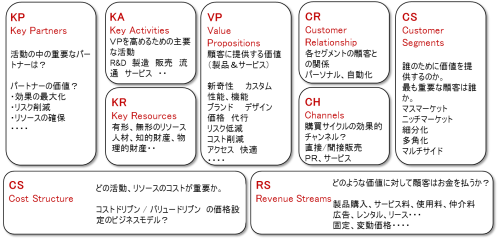 KP
Key Partners
活動の中の重要なパー
トナーは？
パートナーの価値？
・効果の最大化
・リスク削減
・リソースの確保
・・・・
KA
Key Activities
VPを高めるための主要
な活動
R&D 製造 販売 流
通 サービス ・・
KR
Key Resources
有形、無形のリソース
人材、知的財産、物
理的財産・・
VP
Value
Propositions
顧客に提供する価値
（製品＆サービス）
新奇性 カスタム
性能、機能
ブランド デザイン
価格 代行
リスク低減
コスト削減
アクセス 快適
・・・・
CR
Customer
Relationship
各セグメントの顧客と
の関係
パーソナル、自動化
CH
Channels
購買サイクルの効果的
チャンネル？
直接/間接販売
PR、サービス
CS
Customer
Segments
誰のために価値を提
供するのか。
最も重要な顧客は誰
か。
マスマーケット
ニッチマーケット
細分化
多角化
マルチサイド
CS
Cost Structure
どの活動、リソースのコストが重要か。
コストドリブン / バリュードリブン の価格設
定のビジネスモデル？
RS
Revenue Streams
どのような価値に対して顧客はお金を払うか？
製品購入、サービス料、使用料、仲介料
広告、レンタル、リース・・・
固定、変動価格・・・・